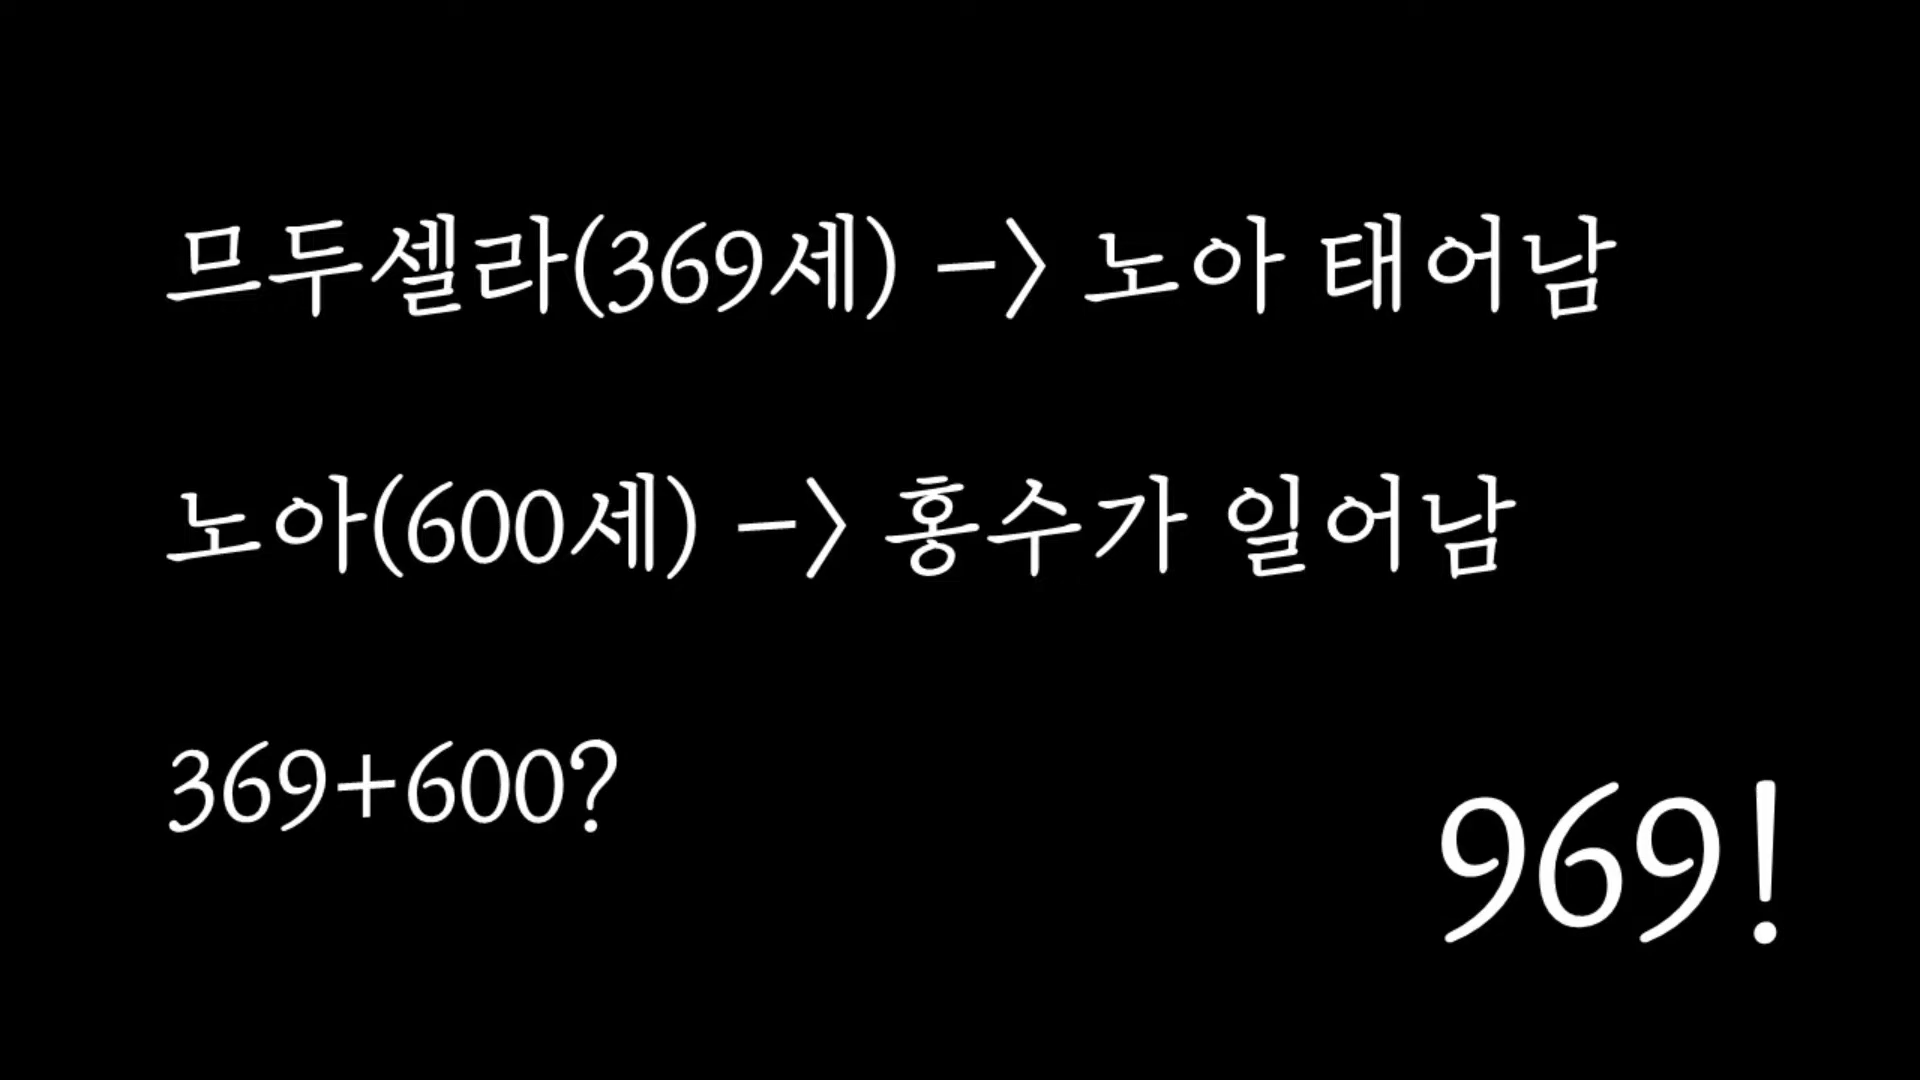 므두셀라(369세) -> 노아 태어남
노아(600세) -> 홍수가 일어남
369+600?
969!